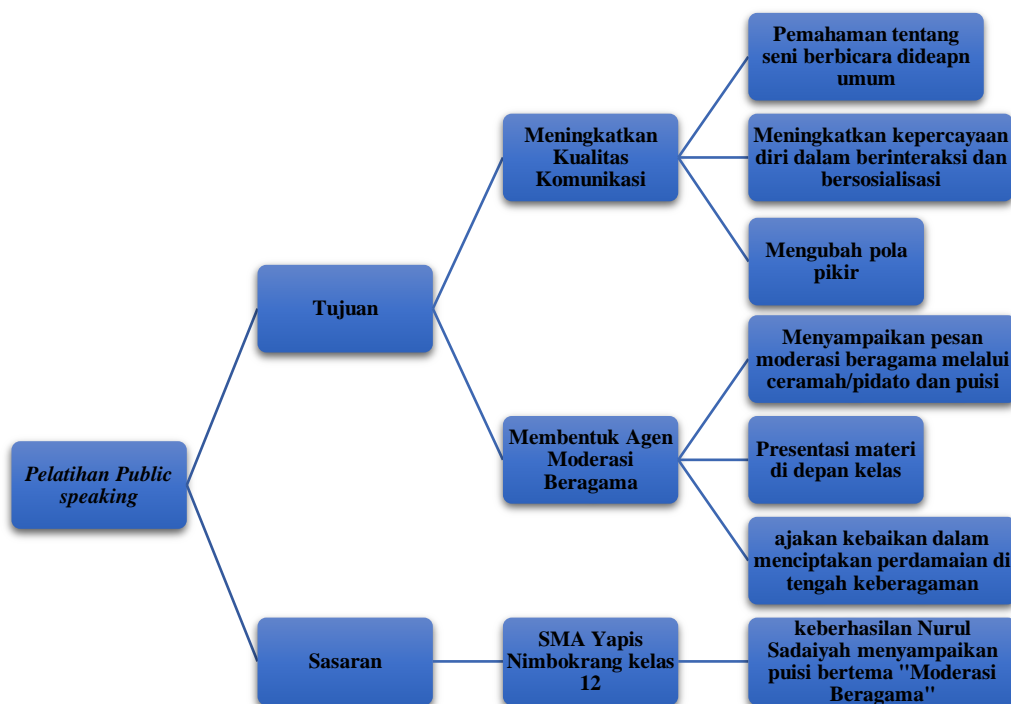 Pelatihan Public
speaking
Tujuan
Meningkatkan
Kualitas
Komunikasi
Pemahaman tentang
seni berbicara dideapn
umum
Meningkatkan kepercayaan
diri dalam berinteraksi dan
bersosialisasi
Mengubah pola
pikir
Membentuk Agen
Moderasi
Beragama
Menyampaikan pesan
moderasi beragama melalui
ceramah/pidato dan puisi
Presentasi materi
di depan kelas
ajakan kebaikan dalam
menciptakan perdamaian di
tengah keberagaman
Sasaran
SMA Yapis
Nimbokrang kelas
12
keberhasilan Nurul
Sadaiyah menyampaikan
puisi bertema "Moderasi
Beragama"